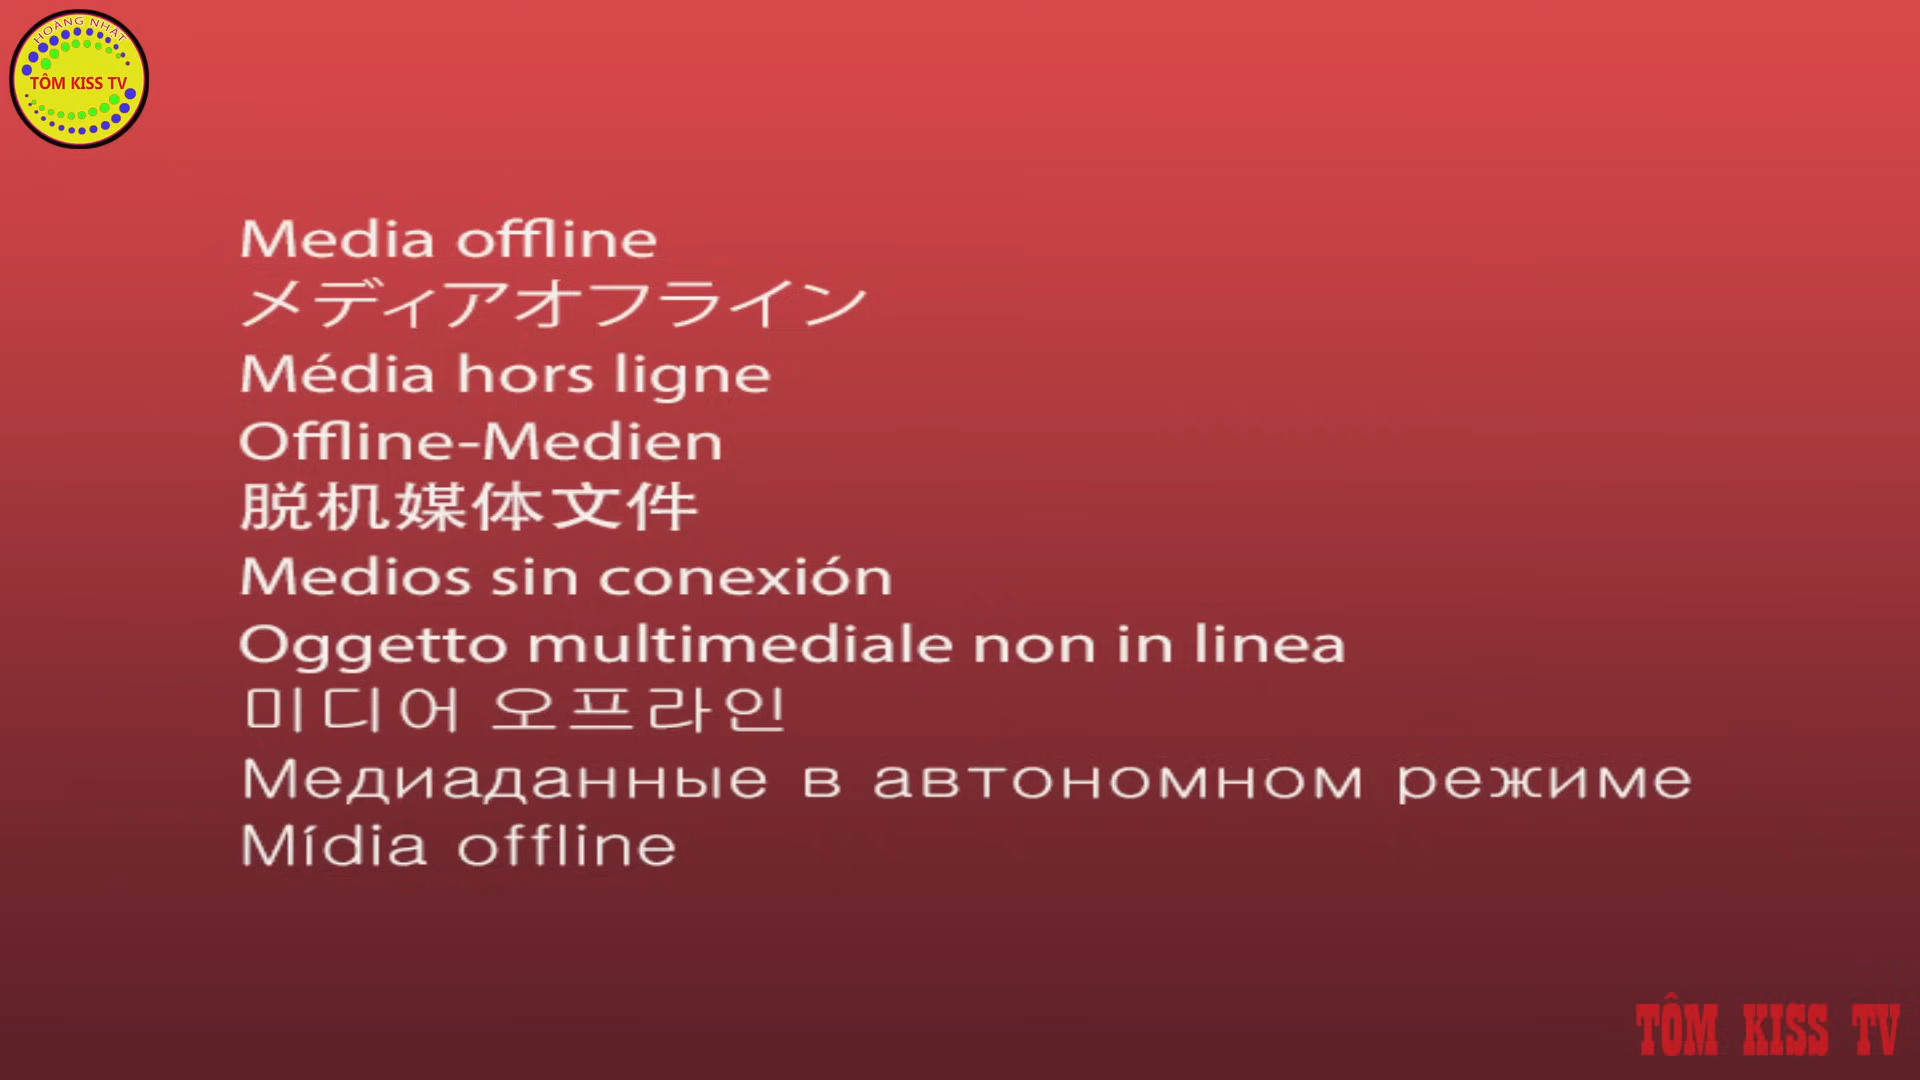 HOÀNG NHẬT
TÔM KISS TV
Media offline
メディアオフライン
Média hors ligne
Offline-Medien
脱机媒体文件
Medios sin conexión
Oggetto multimediale non in linea
미디어 오프라인
Медиаданные в автономном режиме
Mídia offline
TÔM KISS TV